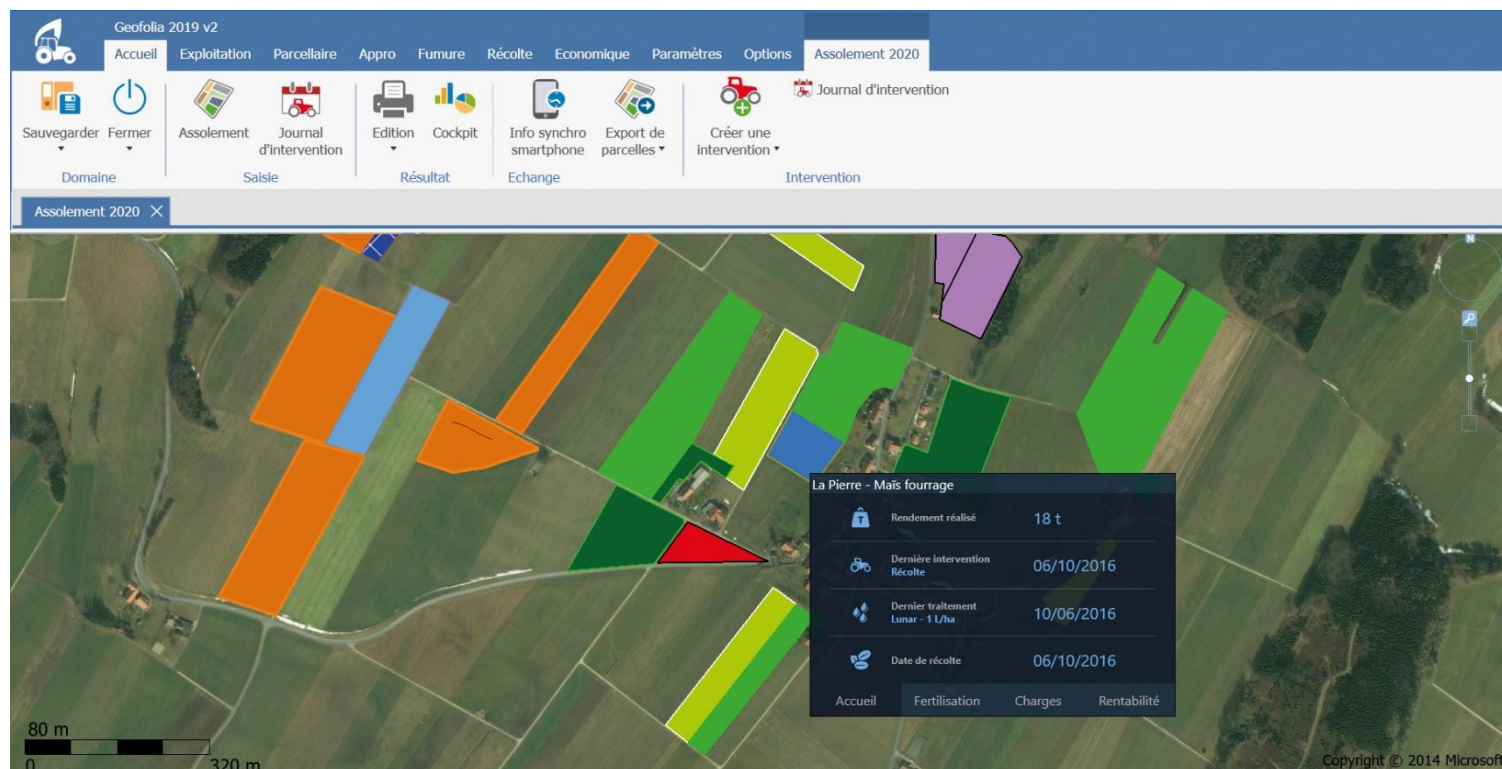 Geofolia 2019 v2
Accueil Exploitation Parcellaire Appro Fumure Récolte Economique Paramètres Options Assolement 2020
Journal d'intervention
Sauvegarder Fermer Assolement Journal Edition Cockpit Info synchro Export de Créer une
d'intervention smartphone parcelles intervention
Domaine Saisie Résultat Echange Intervention
Assolement 2020
N
La Pierre - Maïs fourrage
Rendement réalisé 18 t
Dernière intervention
Récolte 06/10/2016
Dernier traitement
Lunar - 1 L/ha 10/06/2016
Date de récolte 06/10/2016
Accueil Fertilisation Charges Rentabilité
80 m
0 320 m
Copyright © 2014 Microsoft